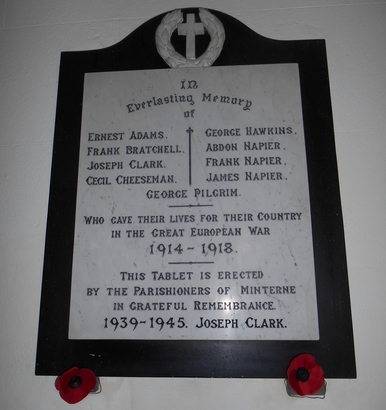 In
Everlasting Memory
of
Ernest Adams.
Frank Bratchell.
Joseph Clark.
Cecil Cheeseman.
George Hawkins.
Abdon Napier.
Frank Napier.
James Napier.
George Pilgrim.
Who gave their lives for their Country
in the Great European War
1914-1918.
This Tablet is erected
by the Parishioners of Minterne
in grateful Remembrance.
1939-1945. Joseph Clark.